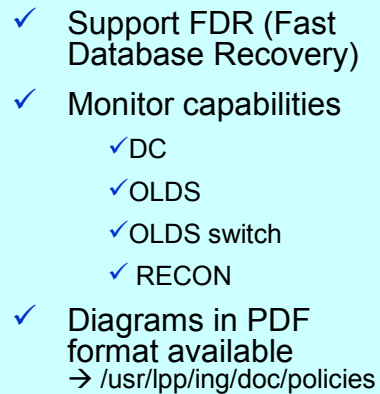 ✓ Support FDR (Fast
Database Recovery)
✓ Monitor capabilities
✓DC
✓OLDS
✓OLDS switch
✓ RECON
✓ Diagrams in PDF
format available
→ /usr/lpp/ing/doc/policies